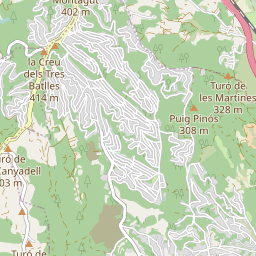 Montagut
402 m
la Creu
dels Tres
Batlles
414 m
Turó de
les Martines
328 m
Puig Pinós
308 m
Turó de
Canyadell
03 m
Turó de